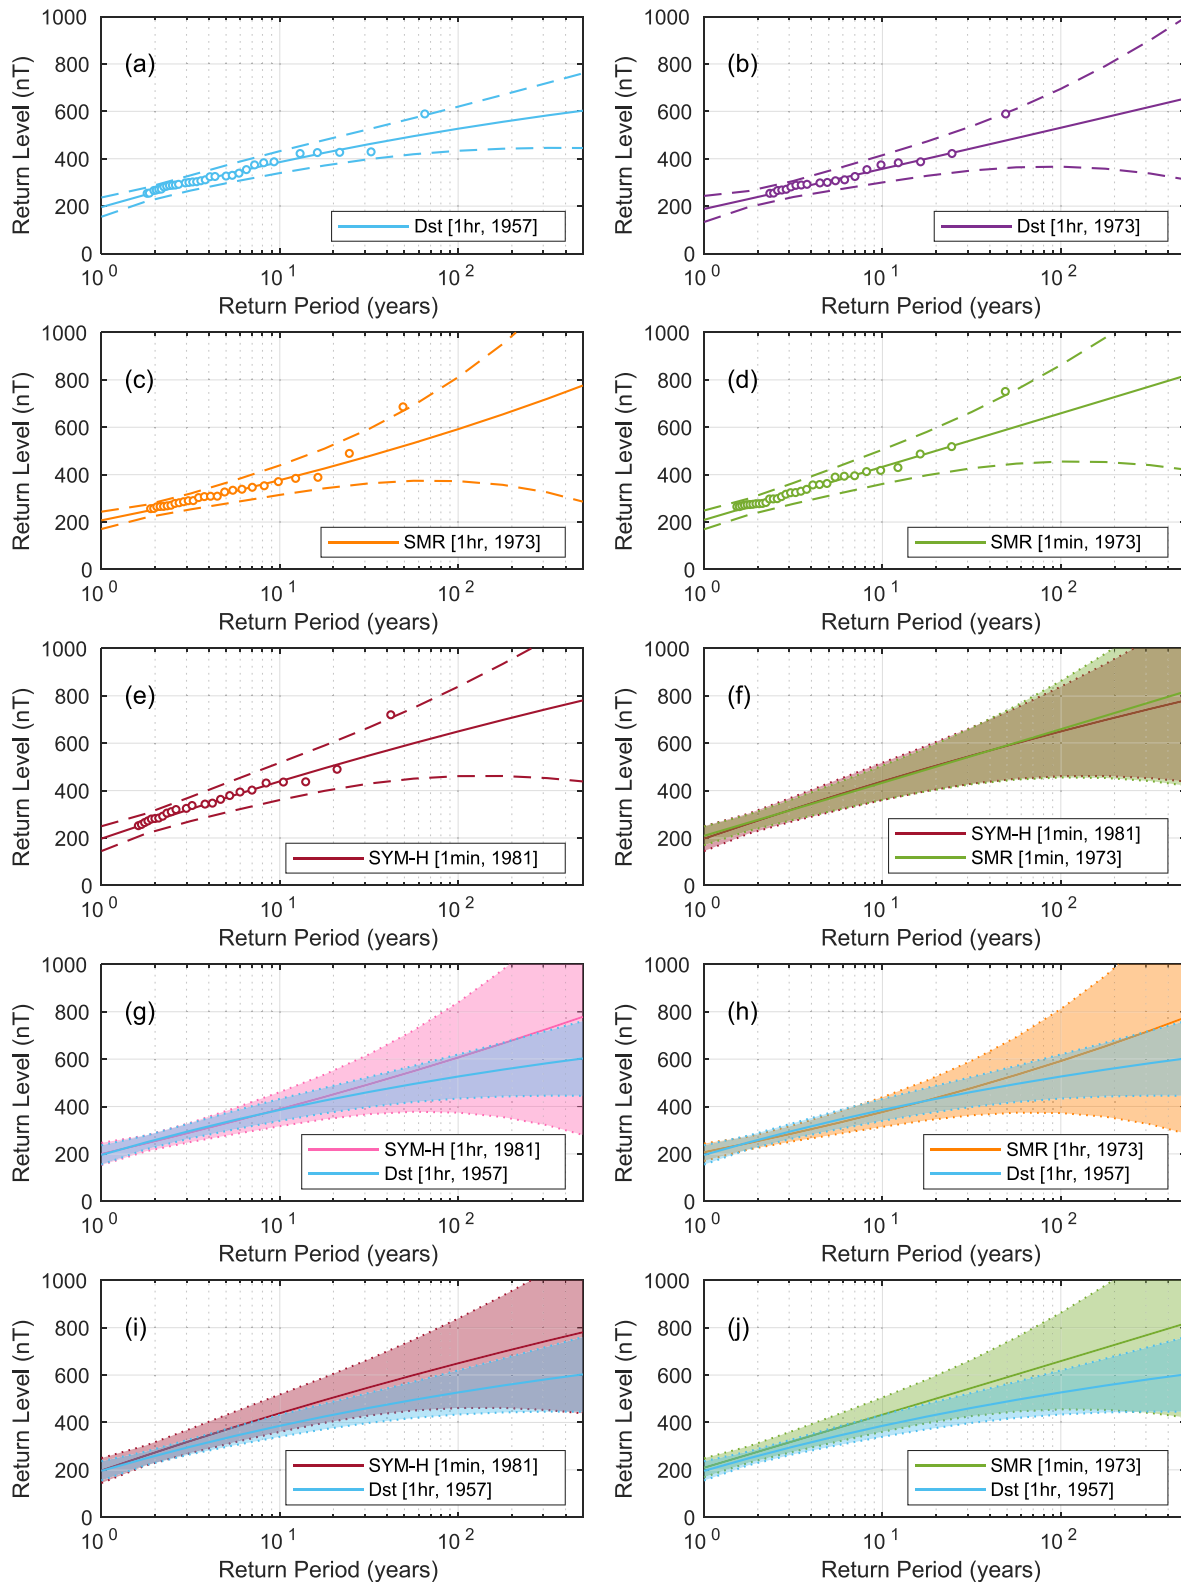 (a)
Return Level (nT)
1000
800
600
400
200
0
Dst [1hr, 1957]
10^0
10^1
10^2
Return Period (years)
(b)
Return Level (nT)
1000
800
600
400
200
0
Dst [1hr, 1973]
10^0
10^1
10^2
Return Period (years)
(c)
Return Level (nT)
1000
800
600
400
200
0
SMR [1hr, 1973]
10^0
10^1
10^2
Return Period (years)
(d)
Return Level (nT)
1000
800
600
400
200
0
SMR [1min, 1973]
10^0
10^1
10^2
Return Period (years)
(e)
Return Level (nT)
1000
800
600
400
200
0
SYM-H [1min, 1981]
10^0
10^1
10^2
Return Period (years)
(f)
Return Level (nT)
1000
800
600
400
200
0
SYM-H [1min, 1981]
SMR [1min, 1973]
10^0
10^1
10^2
Return Period (years)
(g)
Return Level (nT)
1000
800
600
400
200
0
SYM-H [1hr, 1981]
Dst [1hr, 1957]
10^0
10^1
10^2
Return Period (years)
(h)
Return Level (nT)
1000
800
600
400
200
0
SMR [1hr, 1973]
Dst [1hr, 1957]
10^0
10^1
10^2
Return Period (years)
(i)
Return Level (nT)
1000
800
600
400
200
0
SYM-H [1min, 1981]
Dst [1hr, 1957]
10^0
10^1
10^2
Return Period (years)
(j)
Return Level (nT)
1000
800
600
400
200
0
SMR [1min, 1973]
Dst [1hr, 1957]
10^0
10^1
10^2
Return Period (years)